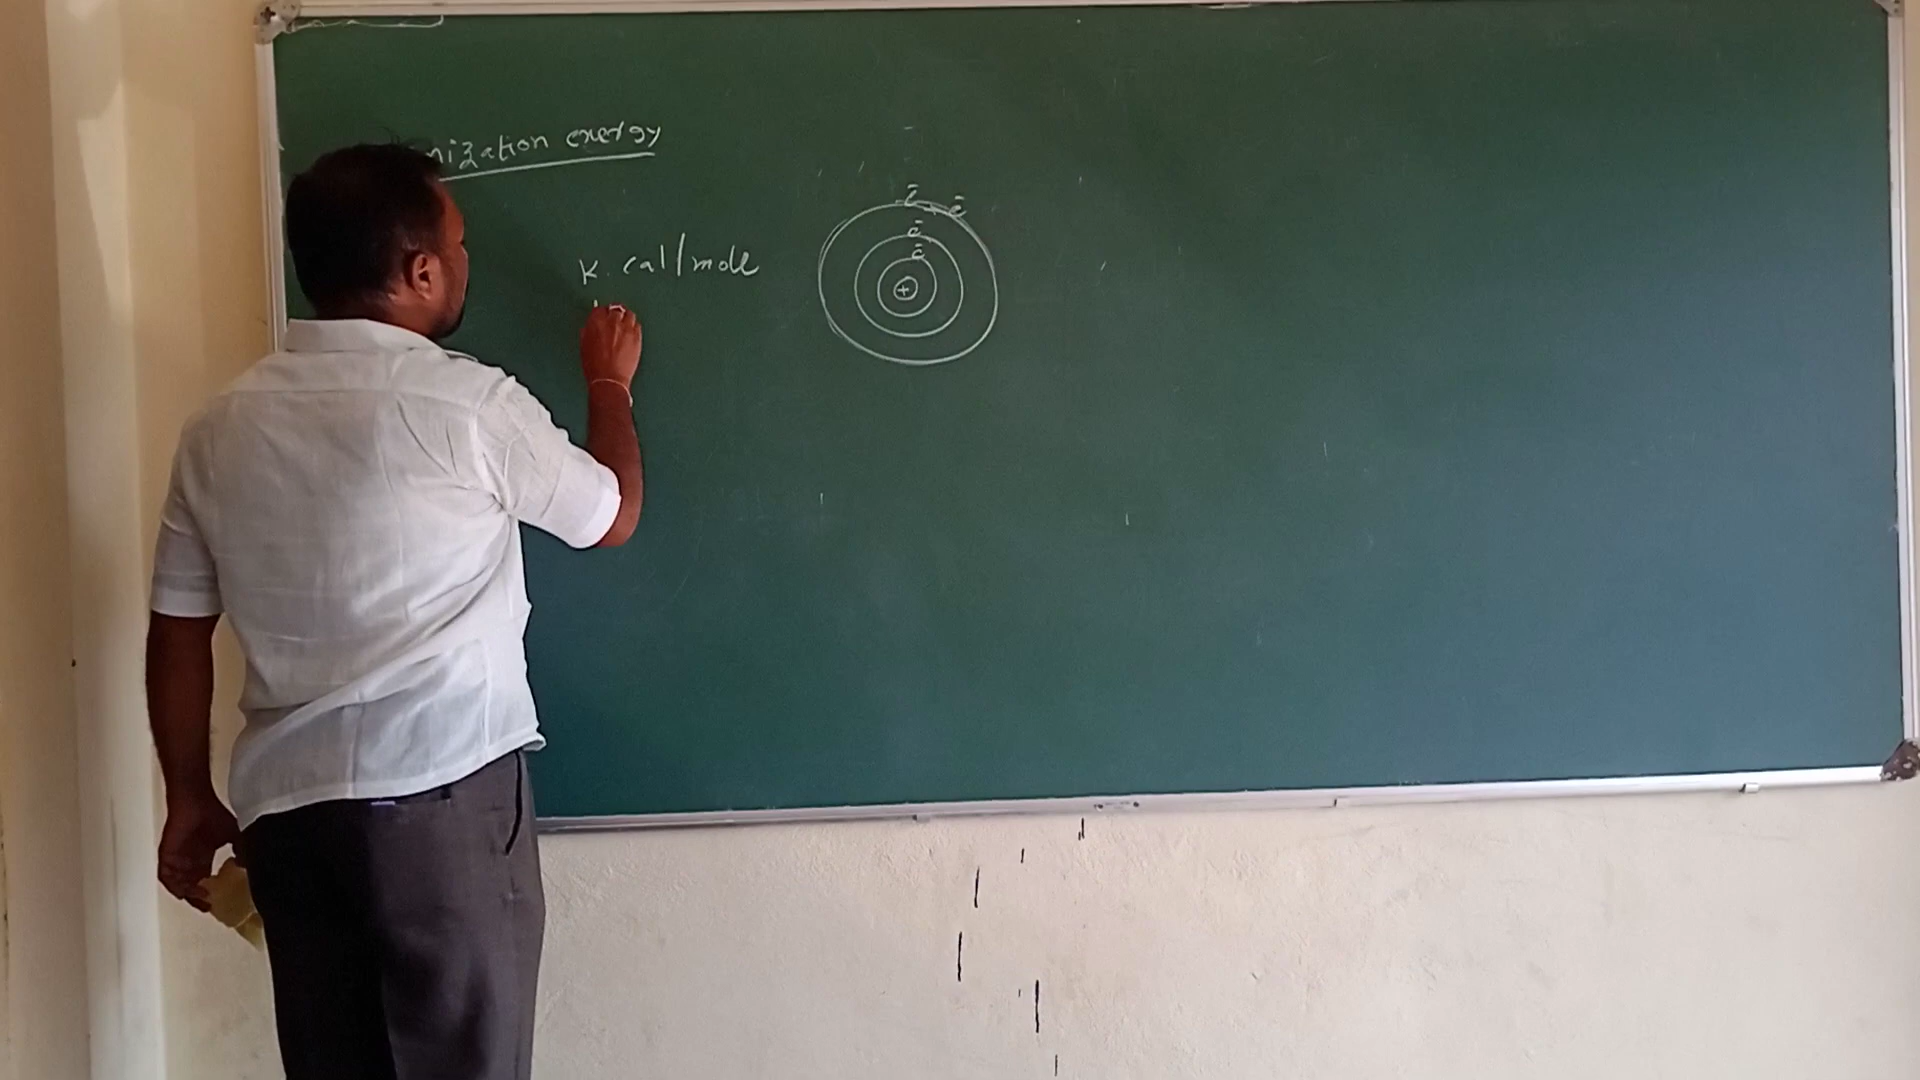 nization energy
K. cal/mole
ē ē
ē
ē
+